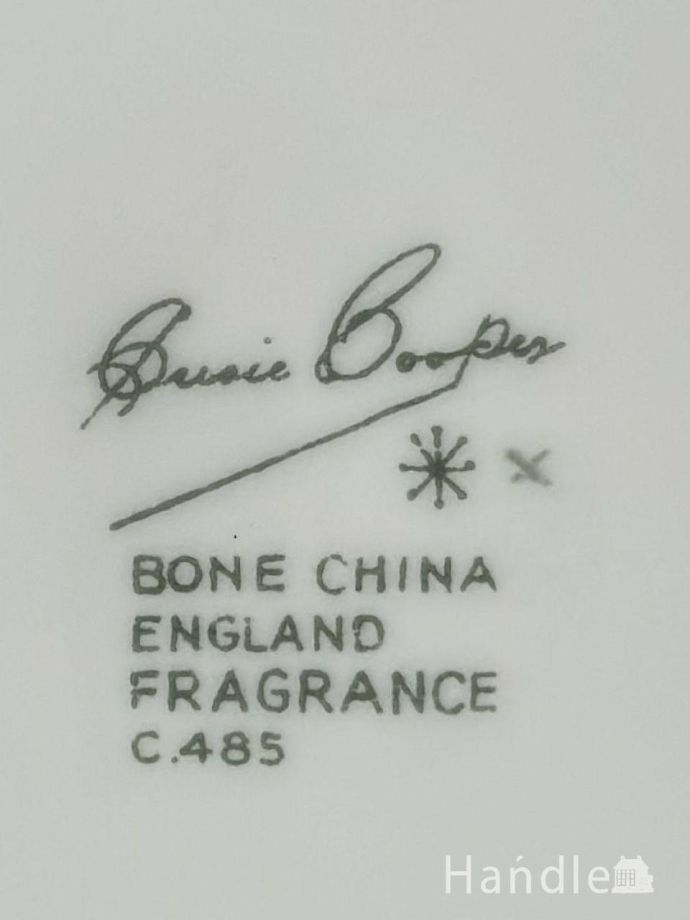 Susie Cooper
BONE CHINA
ENGLAND
FRAGRANCE
C.485
Handle